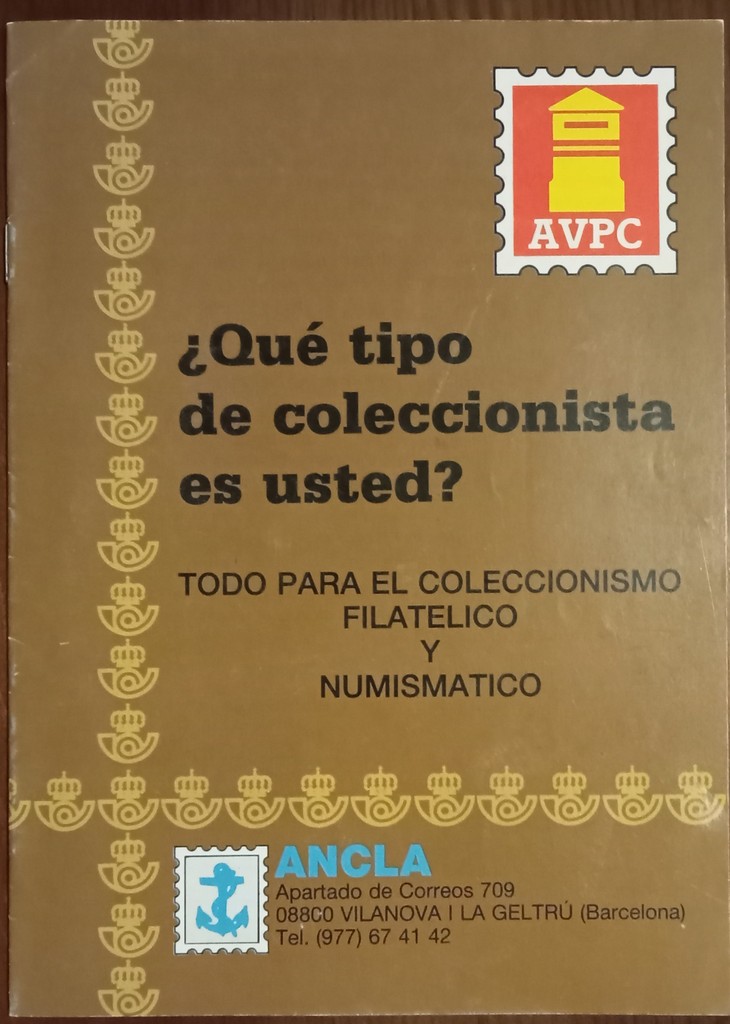 AVPC
¿Qué tipo
de coleccionista
es usted?
TODO PARA EL COLECCIONISMO
FILATELICO
Y
NUMISMATICO
ANCLA
Apartado de Correos 709
08800 VILANOVA I LA GELTRÚ (Barcelona)
Tel. (977) 67 41 42